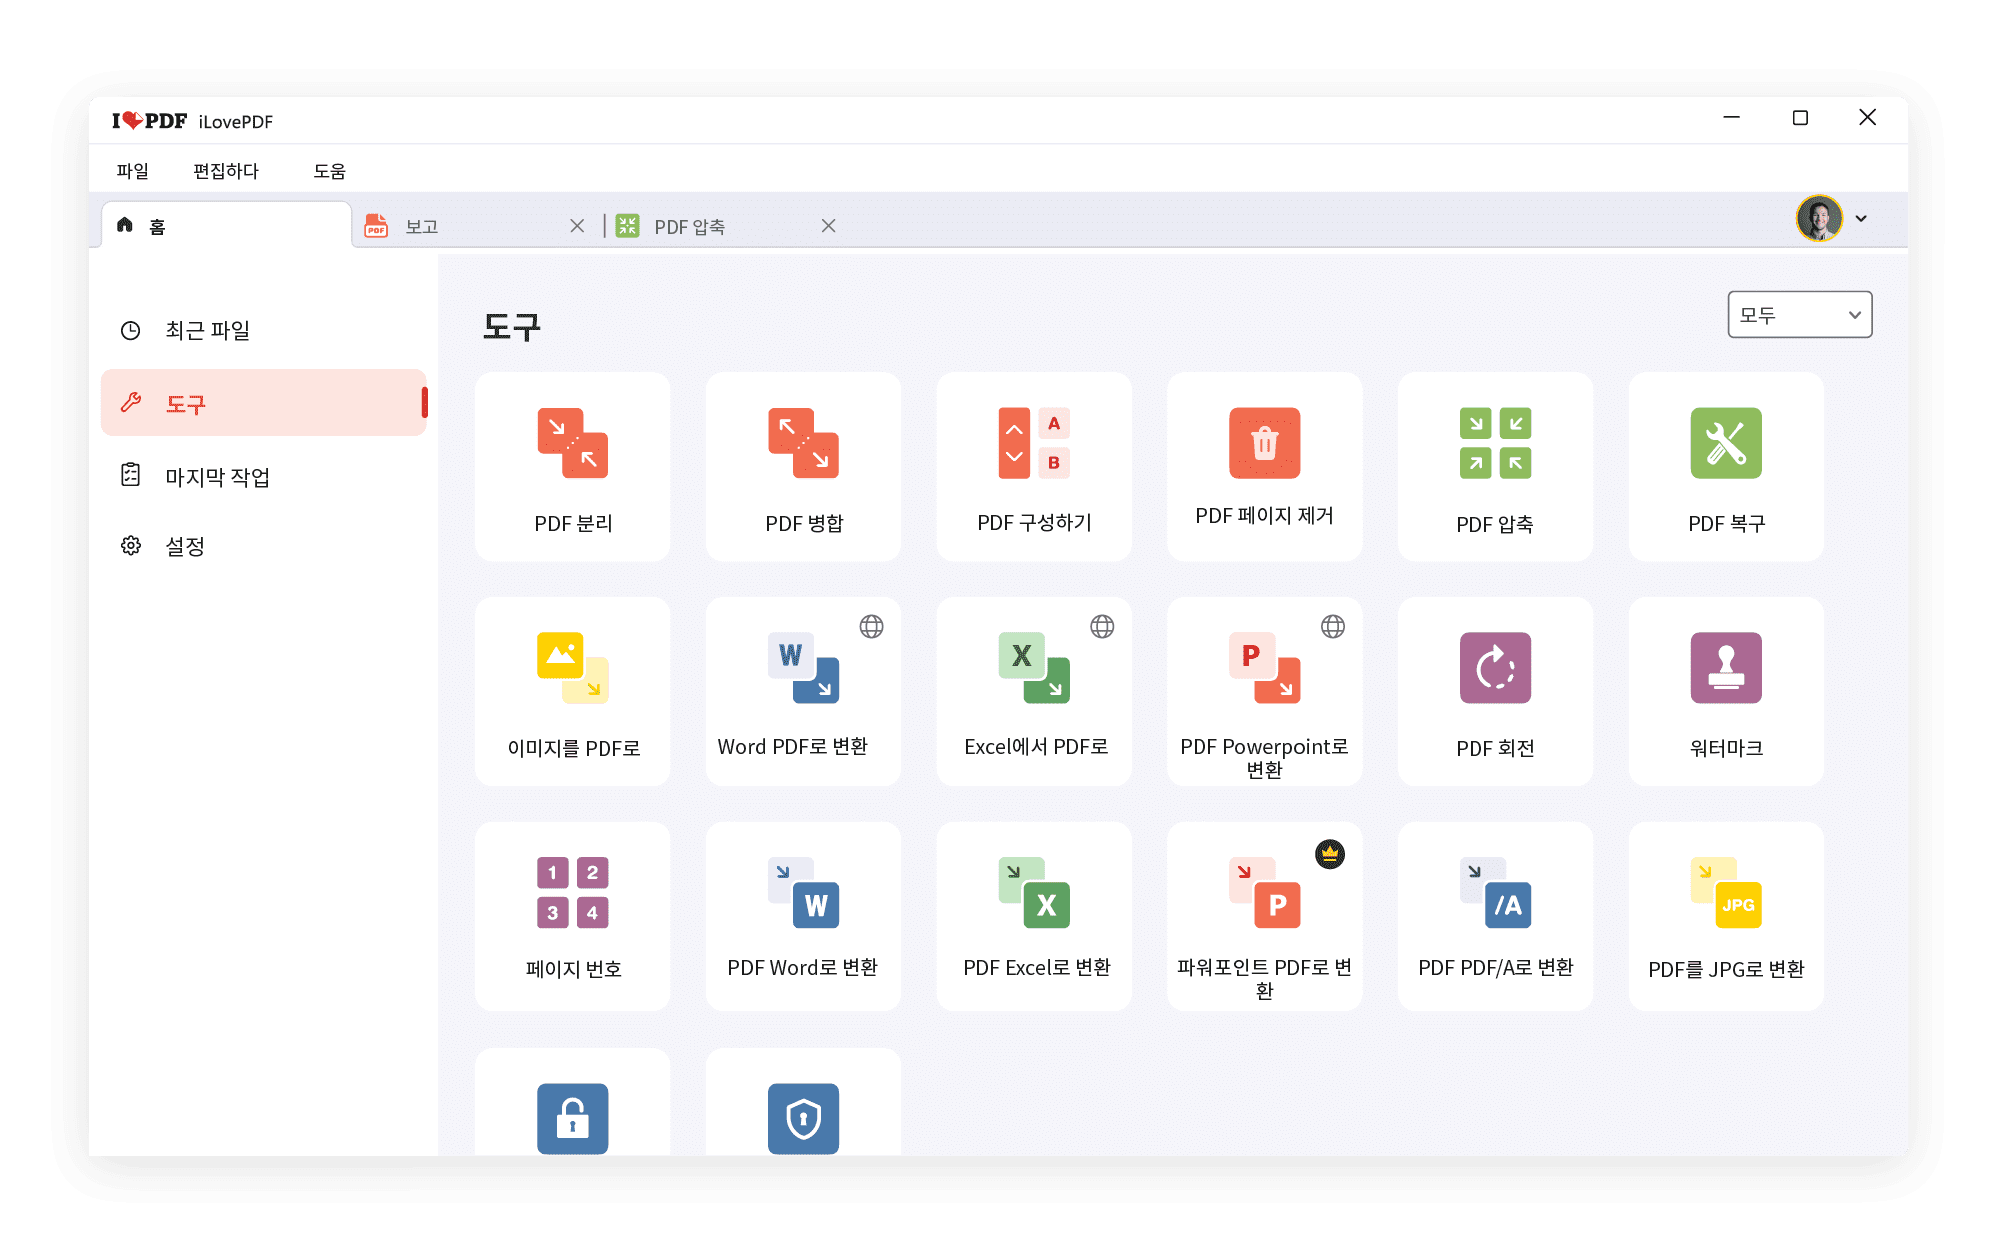 I PDF iLovePDF
파일 편집하다 도움
홈 보고 PDF 압축
최근 파일
도구
마지막 작업
설정
도구
모두
PDF 분리
PDF 병합
A
B
PDF 구성하기
PDF 페이지 제거
PDF 압축
PDF 복구
이미지를 PDF로
W
Word PDF로 변환
X
Excel에서 PDF로
P
PDF Powerpoint로
변환
PDF 회전
워터마크
1 2
3 4
페이지 번호
W
PDF Word로 변환
X
PDF Excel로 변환
P
파워포인트 PDF로 변
환
/A
PDF PDF/A로 변환
JPG
PDF를 JPG로 변환